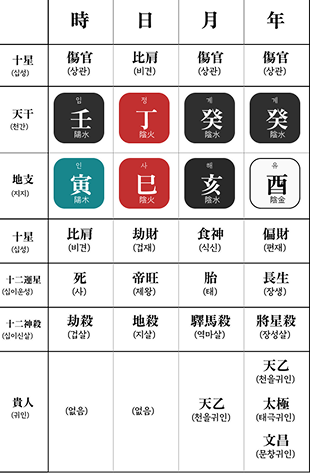 時 日 月 年
十星 傷官 比肩 傷官 傷官
(십성) (상관) (비견) (상관) (상관)
임 정 계 계
天干 壬 丁 癸 癸
(천간) 陽水 陰火 陰水 陰水
인 사 해 유
地支 寅 巳 亥 酉
(지지) 陽木 陰火 陰水 陰金
十星 比肩 劫財 食神 偏財
(십성) (비견) (겁재) (식신) (편재)
十二運星 死 帝旺 胎 長生
(십이운성) (사) (제왕) (태) (장생)
十二神殺 劫殺 地殺 驛馬殺 將星殺
(십이신살) (겁살) (지살) (역마살) (장성살)
貴人
(귀인)
(없음) (없음)
天乙
(천을귀인)
天乙
(천을귀인)
太極
(태극귀인)
文昌
(문창귀인)